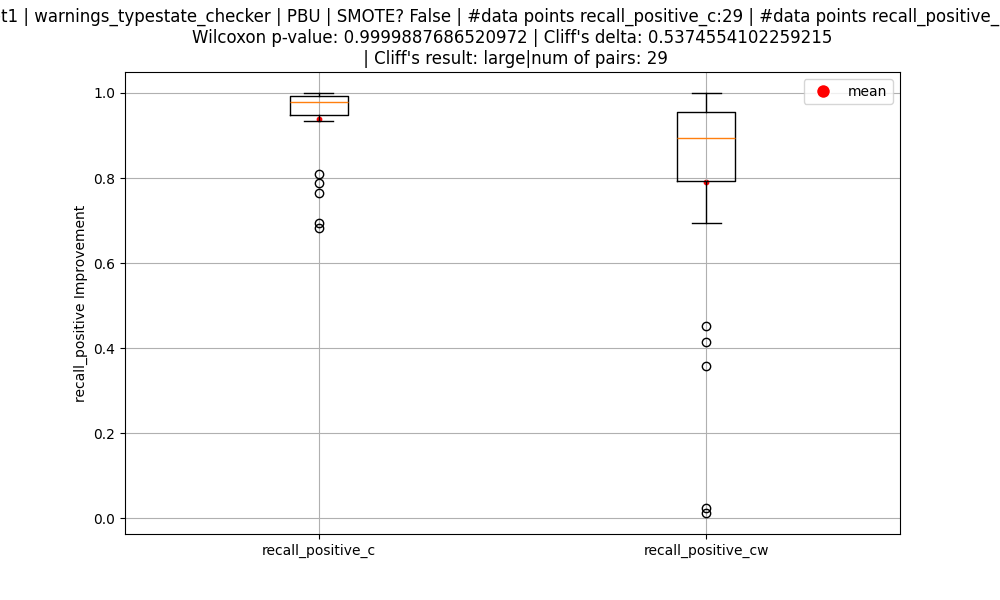 t1 | warnings_typestate_checker | PBU | SMOTE? False | #data points recall_positive_c:29 | #data points recall_positive_
Wilcoxon p-value: 0.9999887686520972 | Cliff's delta: 0.5374554102259215
| Cliff's result: large|num of pairs: 29
mean
1.0
0.8
0.6
0.4
0.2
0.0
recall_positive Improvement
recall_positive_c
recall_positive_cw